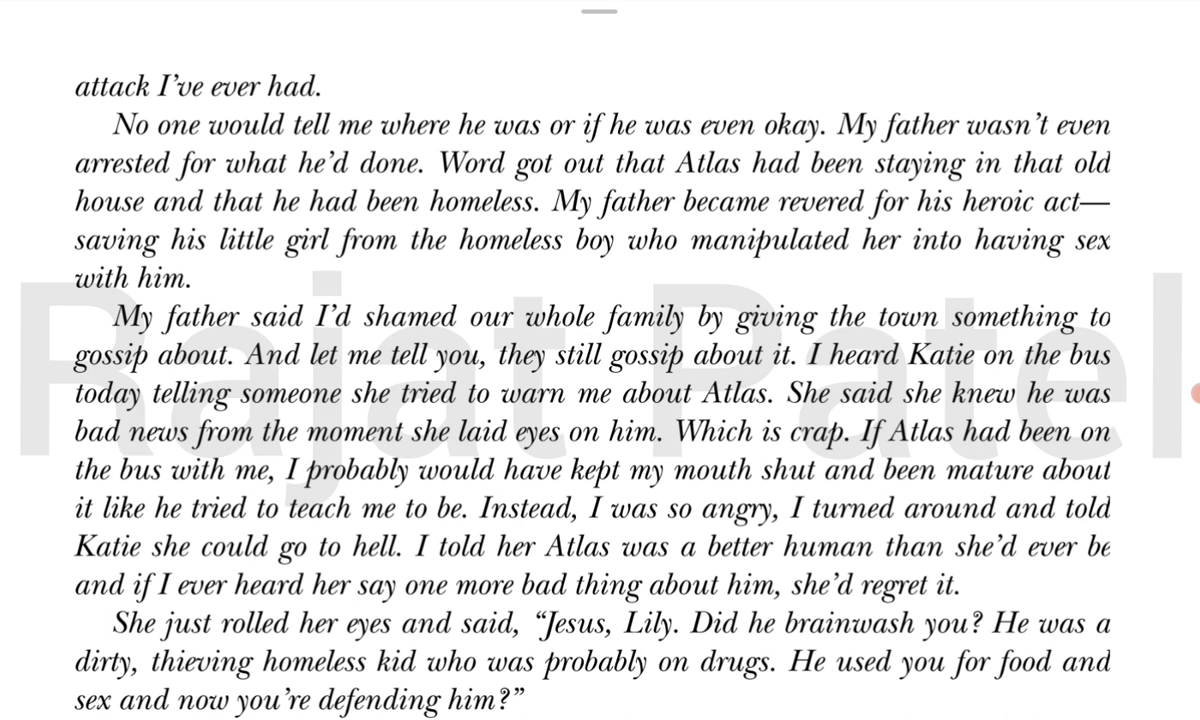 attack I’ve ever had.
No one would tell me where he was or if he was even okay. My father wasn’t even
arrested for what he’d done. Word got out that Atlas had been staying in that old
house and that he had been homeless. My father became revered for his heroic act—
saving his little girl from the homeless boy who manipulated her into having sex
with him.
My father said I’d shamed our whole family by giving the town something to
gossip about. And let me tell you, they still gossip about it. I heard Katie on the bus
today telling someone she tried to warn me about Atlas. She said she knew he was
bad news from the moment she laid eyes on him. Which is crap. If Atlas had been on
the bus with me, I probably would have kept my mouth shut and been mature about
it like he tried to teach me to be. Instead, I was so angry, I turned around and told
Katie she could go to hell. I told her Atlas was a better human than she’d ever be
and if I ever heard her say one more bad thing about him, she’d regret it.
She just rolled her eyes and said, “Jesus, Lily. Did he brainwash you? He was a
dirty, thieving homeless kid who was probably on drugs. He used you for food and
sex and now you’re defending him?”
Rajat Patel